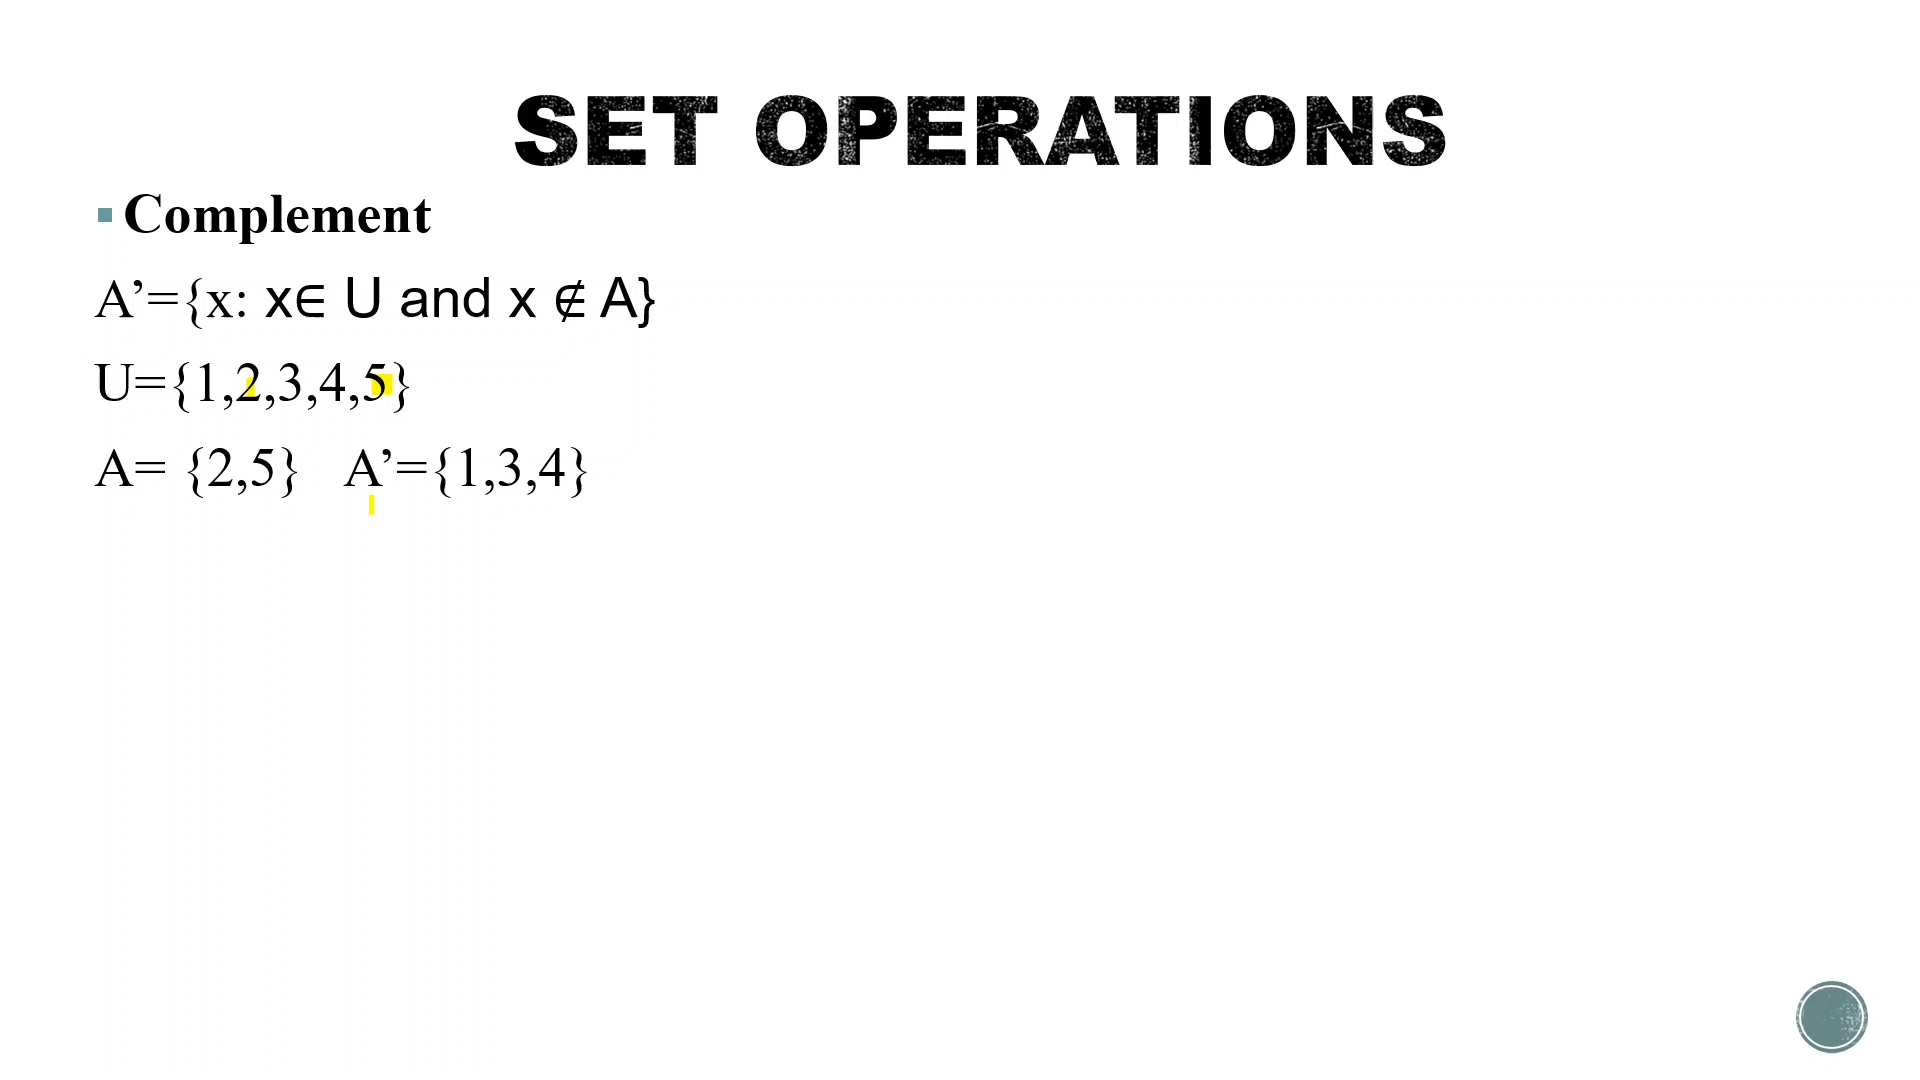 SET OPERATIONS
Complement
A’={x: x∈ U and x ∉ A}
U={1,2,3,4,5}
A= {2,5} A’={1,3,4}